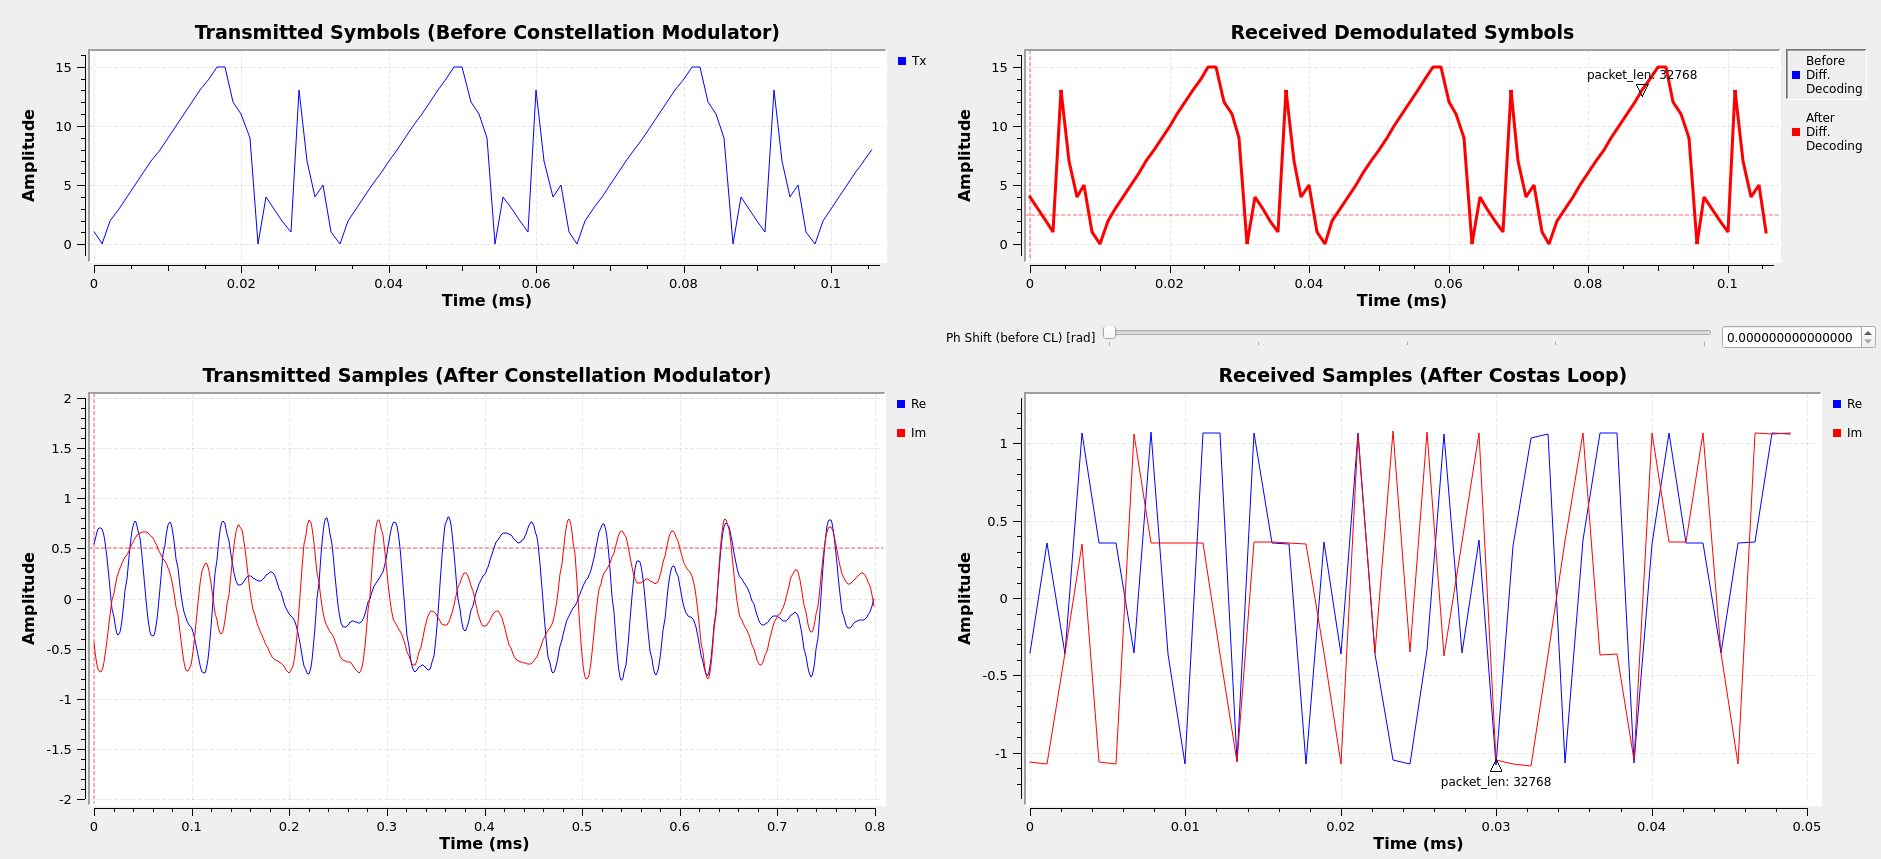 Transmitted Symbols (Before Constellation Modulator)
Tx
Amplitude
15
10
5
0
0 0.02 0.04 0.06 0.08 0.1
Time (ms)
Received Demodulated Symbols
Before
Diff.
Decoding
After
Diff.
Decoding
packet_len: 32768
Amplitude
15
10
5
0
0 0.02 0.04 0.06 0.08 0.1
Time (ms)
Ph Shift (before CL) [rad]
0.000000000000000
Transmitted Samples (After Constellation Modulator)
Re
Im
Amplitude
2
1.5
1
0.5
0
-0.5
-1
-1.5
-2
0 0.1 0.2 0.3 0.4 0.5 0.6 0.7 0.8
Time (ms)
Received Samples (After Costas Loop)
Re
Im
Amplitude
1
0.5
0
-0.5
-1
packet_len: 32768
0 0.01 0.02 0.03 0.04 0.05
Time (ms)